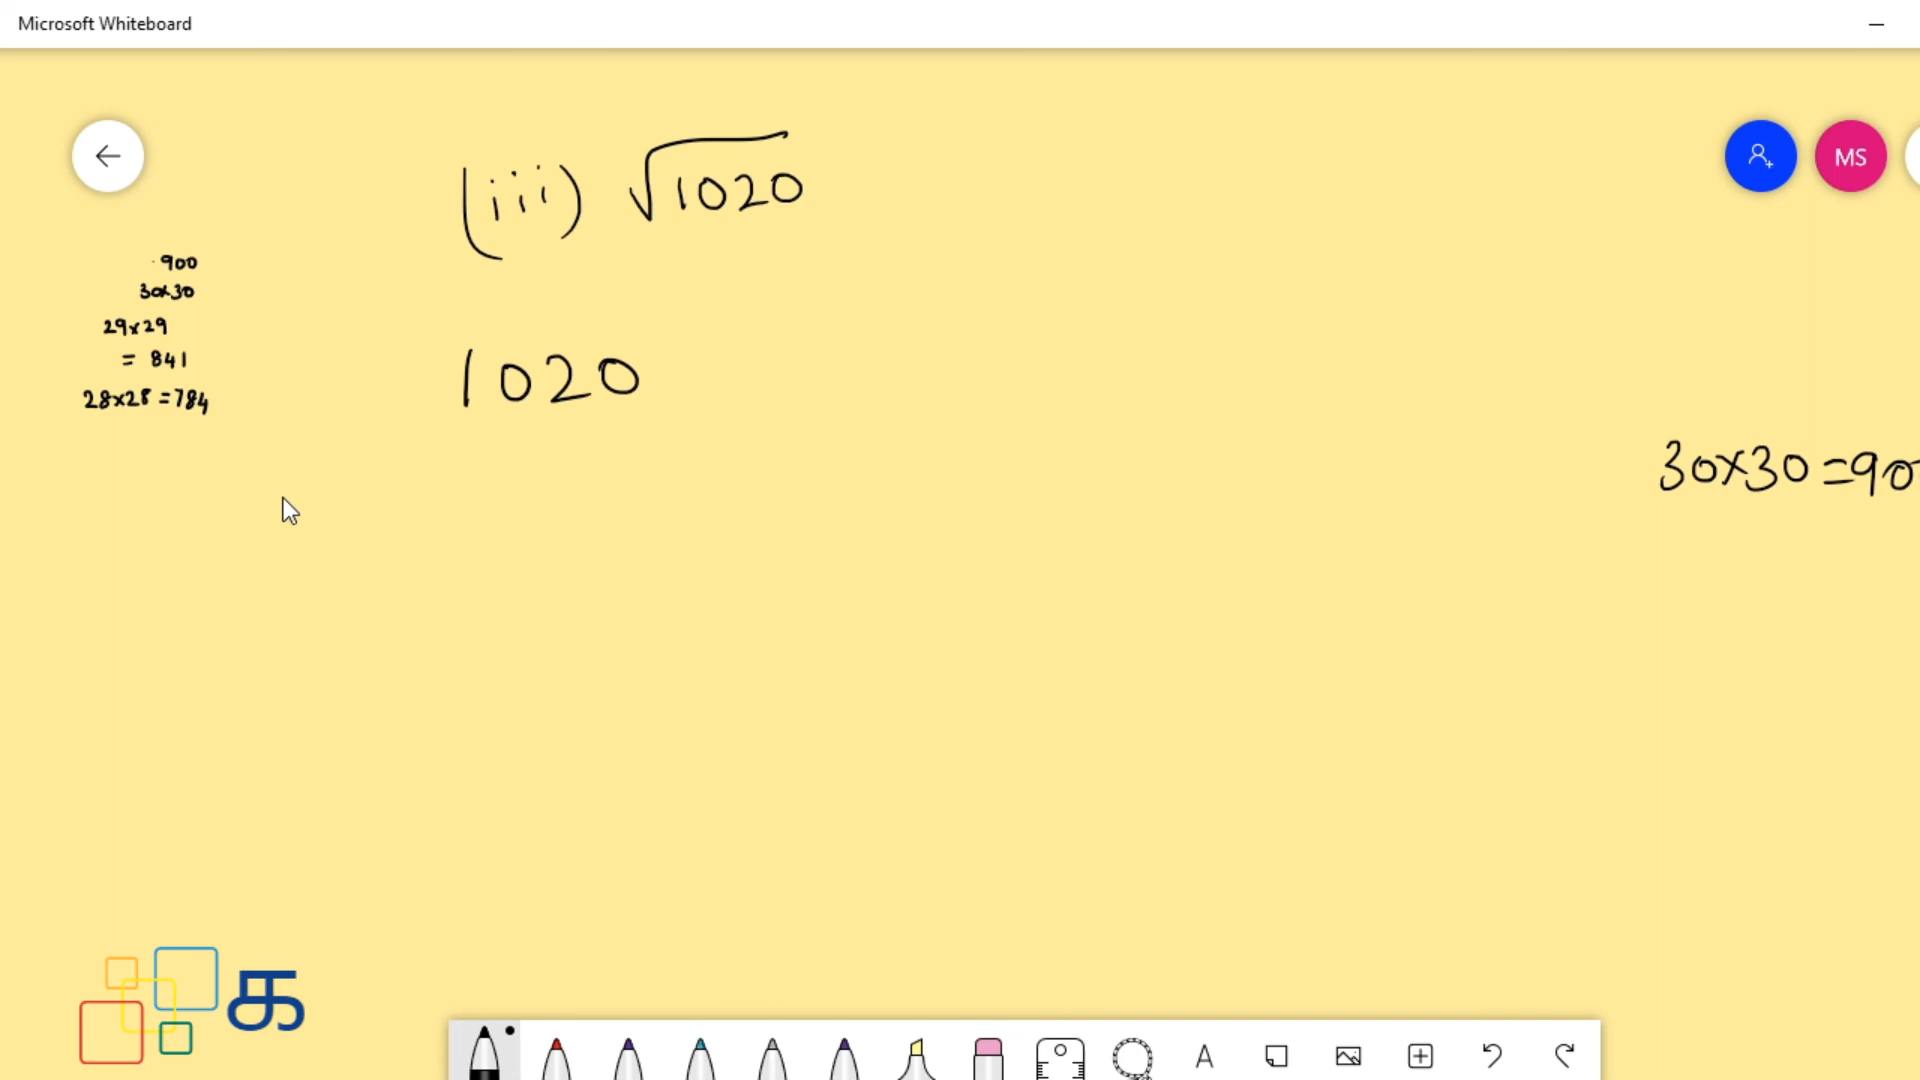 Microsoft Whiteboard
MS
(iii) √1020
900
30x30
29x29
= 841
28x28 = 784
1020
30x30 = 90
க
A